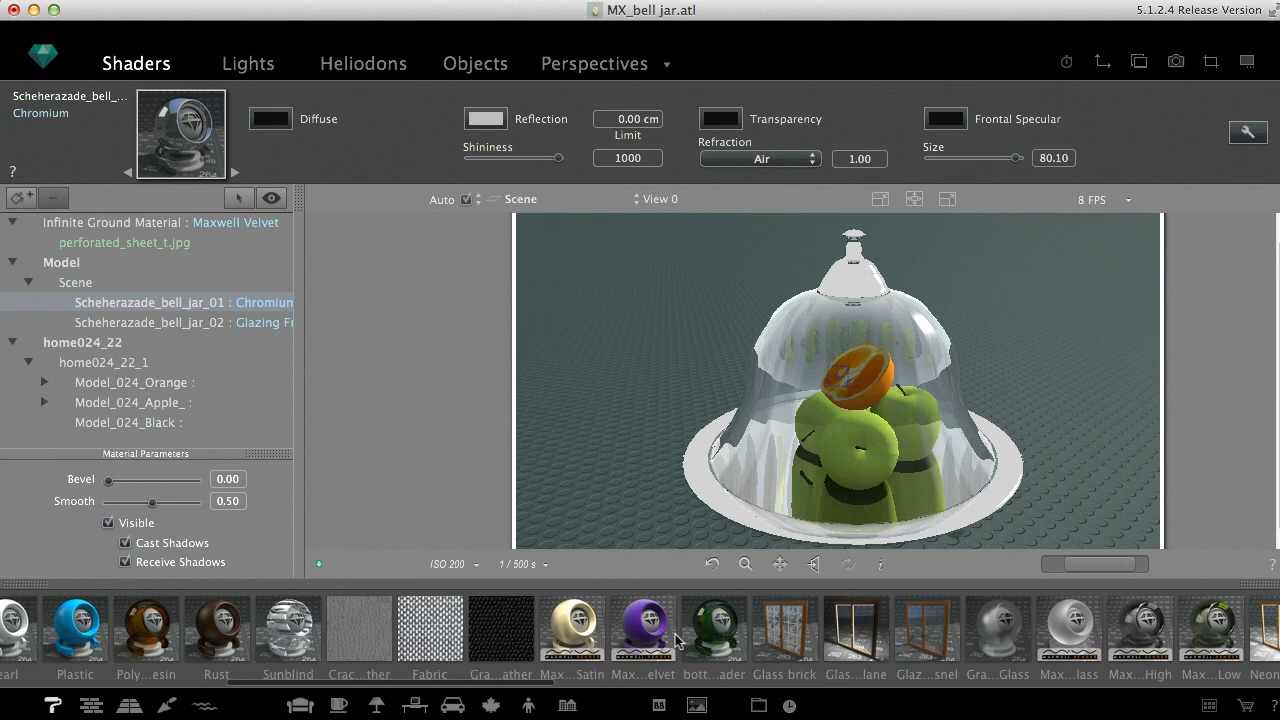 MX_bell jar.atl
5.1.2.4 Release Version
Shaders Lights Heliodons Objects Perspectives
Scheherazade_bell_...
Chromium
?
Diffuse
Reflection
0.00 cm
Limit
Shininess
1000
Transparency
Refraction
Air
1.00
Frontal Specular
Size
80.10
Auto
Scene
View 0
8 FPS
Infinite Ground Material : Maxwell Velvet
perforated_sheet_t.jpg
Model
Scene
Scheherazade_bell_jar_01 : Chromium
Scheherazade_bell_jar_02 : Glazing Fr
home024_22
home024_22_1
Model_024_Orange :
Model_024_Apple_ :
Model_024_Black :
Material Parameters
Bevel 0.00
Smooth 0.50
Visible
Cast Shadows
Receive Shadows
ISO 200
1 / 500 s
i
?
earl Plastic Poly...esin Rust Sunblind Crac...ther Fabric Gra...ather Max...Satin Max...elvet bott...ader Glass brick Glas...lane Glaz...snel Gra...Glass Max...lass Max...High Max...Low Neon
BB
?